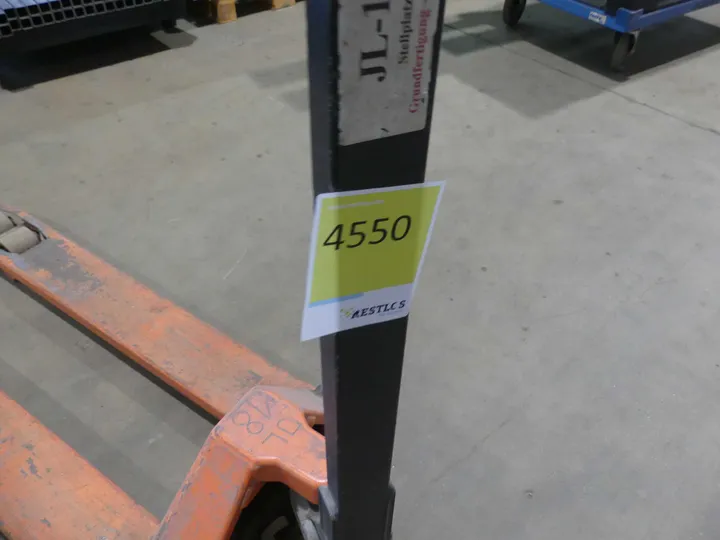 JL-1
Stellplatz
Grundfertigung
4550
RESTLOS